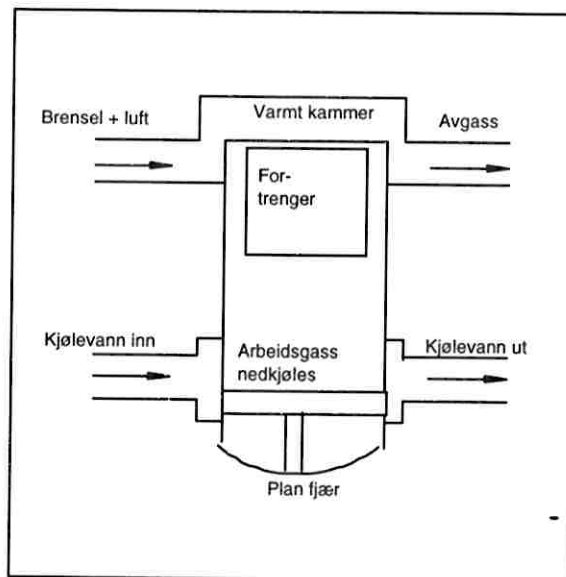 Brensel + luft
Varmt kammer
Avgass
For-
trenger
Kjølevann inn
Arbeidsgass
nedkjøles
Kjølevann ut
Plan fjær